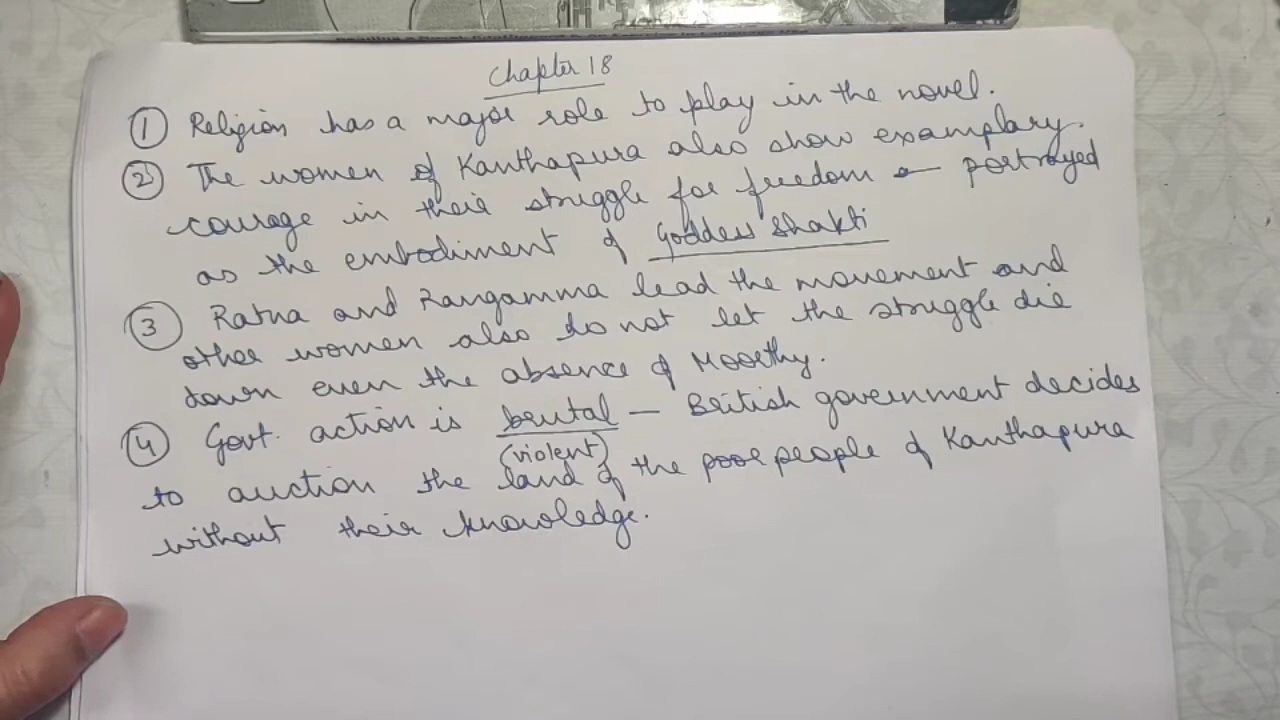 Chapter 18
① Religion has a major role to play in the novel.
② The women of Kanthapura also show examplary
courage in their struggle for freedom - portrayed
as the embodiment of Goddess Shakti
③ Ratna and Rangamma lead the movement and
other women also do not let the struggle die
down even the absence of Moorthy.
④ Govt. action is brutal - British government decides
(violent)
to auction the land of the poor people of Kanthapura
without their knowledge.